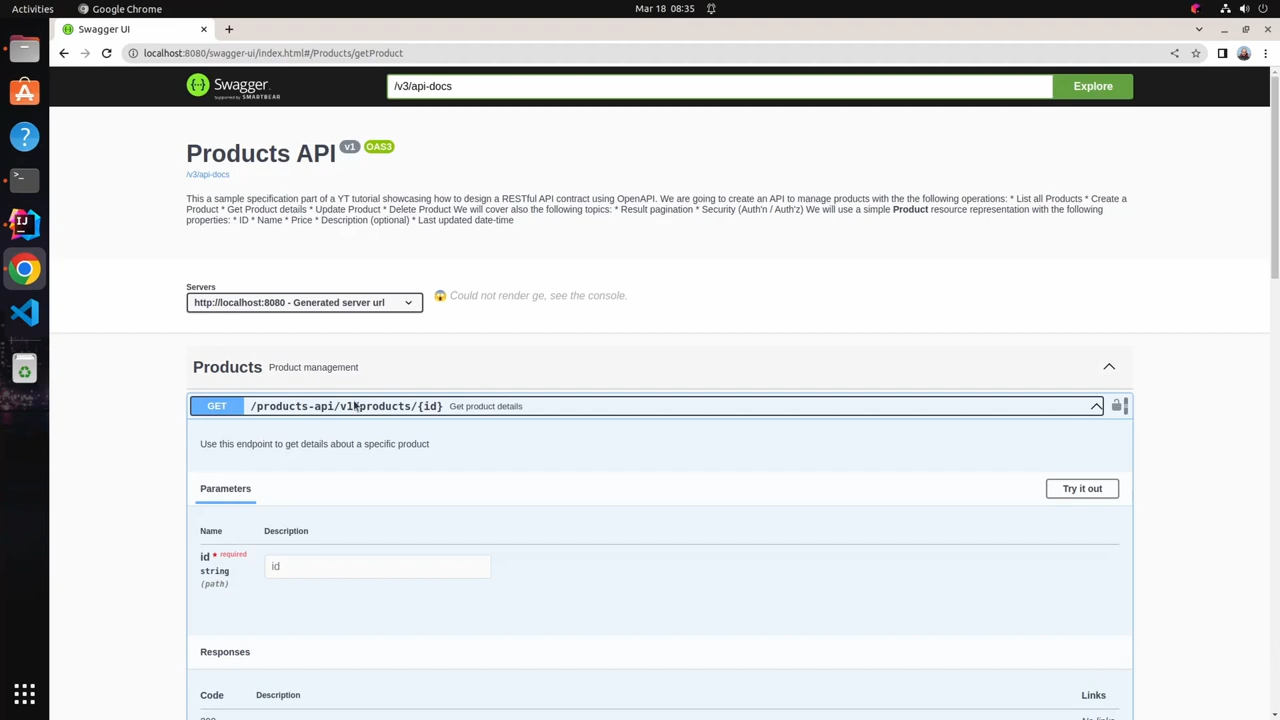 Activities
Google Chrome
Mar 18 08:35
Swagger UI
localhost:8080/swagger-ui/index.html#/Products/getProduct
Swagger
Supported by SMARTBEAR
/v3/api-docs
Explore
Products API v1 OAS3
/v3/api-docs
This a sample specification part of a YT tutorial showcasing how to design a RESTful API contract using OpenAPI. We are going to create an API to manage products with the the following operations: * List all Products * Create a
Product * Get Product details * Update Product * Delete Product We will cover also the following topics: * Result pagination * Security (Auth'n / Auth'z) We will use a simple Product resource representation with the following
properties: * ID * Name * Price * Description (optional) * Last updated date-time
Servers
http://localhost:8080 - Generated server url
Could not render ge, see the console.
Products Product management
GET /products-api/v1/products/{id} Get product details
Use this endpoint to get details about a specific product
Parameters
Try it out
Name Description
id * required
string
(path)
id
Responses
Code Description Links